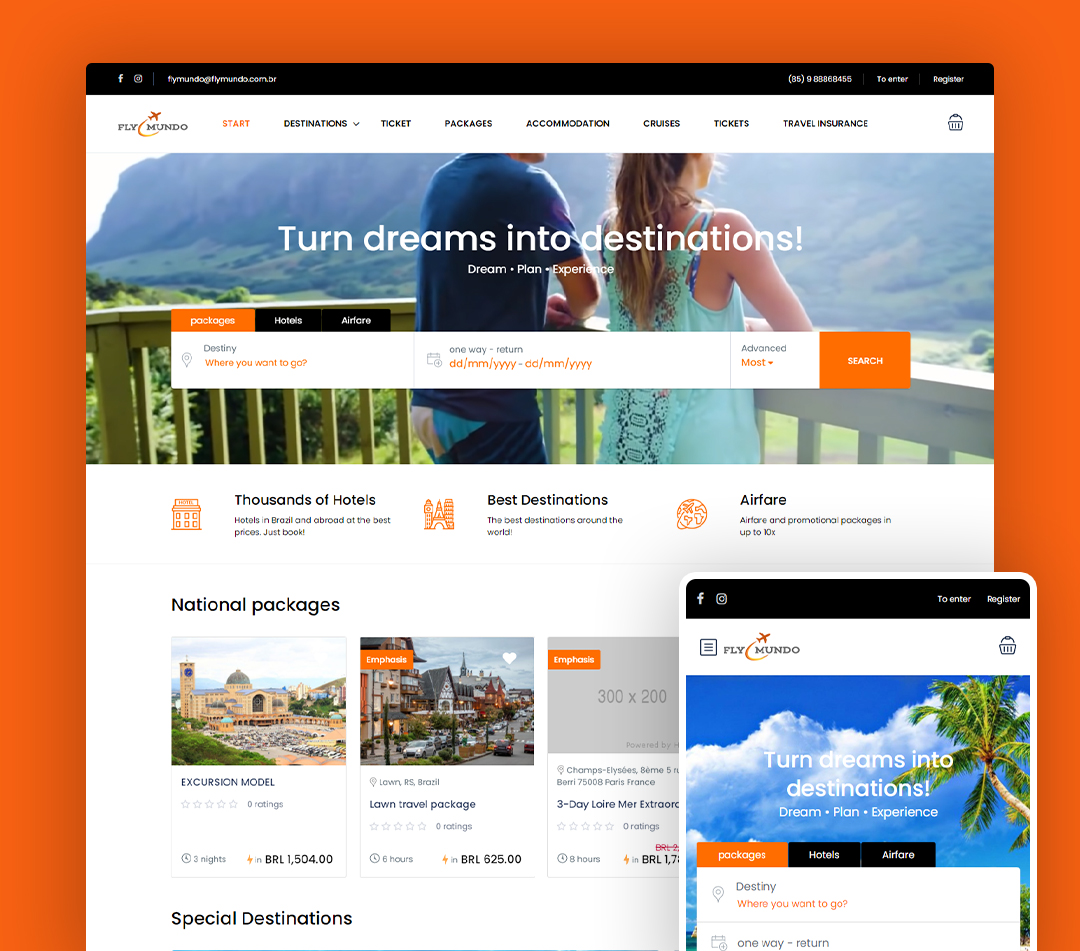 flymundo@flymundo.com.br
(85) 9 88868455 To enter Register
FLY MUNDO
START DESTINATIONS TICKET PACKAGES ACCOMMODATION CRUISES TICKETS TRAVEL INSURANCE
Turn dreams into destinations!
Dream • Plan • Experience
packages Hotels Airfare
Destiny
Where you want to go?
one way - return
dd/mm/yyyy - dd/mm/yyyy
Advanced
Most
SEARCH
HOTEL
Thousands of Hotels
Hotels in Brazil and abroad at the best
prices. Just book!
Best Destinations
The best destinations around the
world!
Airfare
Airfare and promotional packages in
up to 10x
National packages
EXCURSION MODEL
0 ratings
3 nights in BRL 1,504.00
Emphasis
Lawn, RS, Brazil
Lawn travel package
0 ratings
6 hours in BRL 625.00
Emphasis
300 x 200
Powered by H
Champs-Elysées, 8ème 5 ru
Berri 75008 Paris France
3-Day Loire Mer Extraord
0 ratings
BRL 2,
8 hours in BRL 1,78
Special Destinations
To enter Register
FLY MUNDO
Turn dreams into
destinations!
Dream • Plan • Experience
packages Hotels Airfare
Destiny
Where you want to go?
one way - return